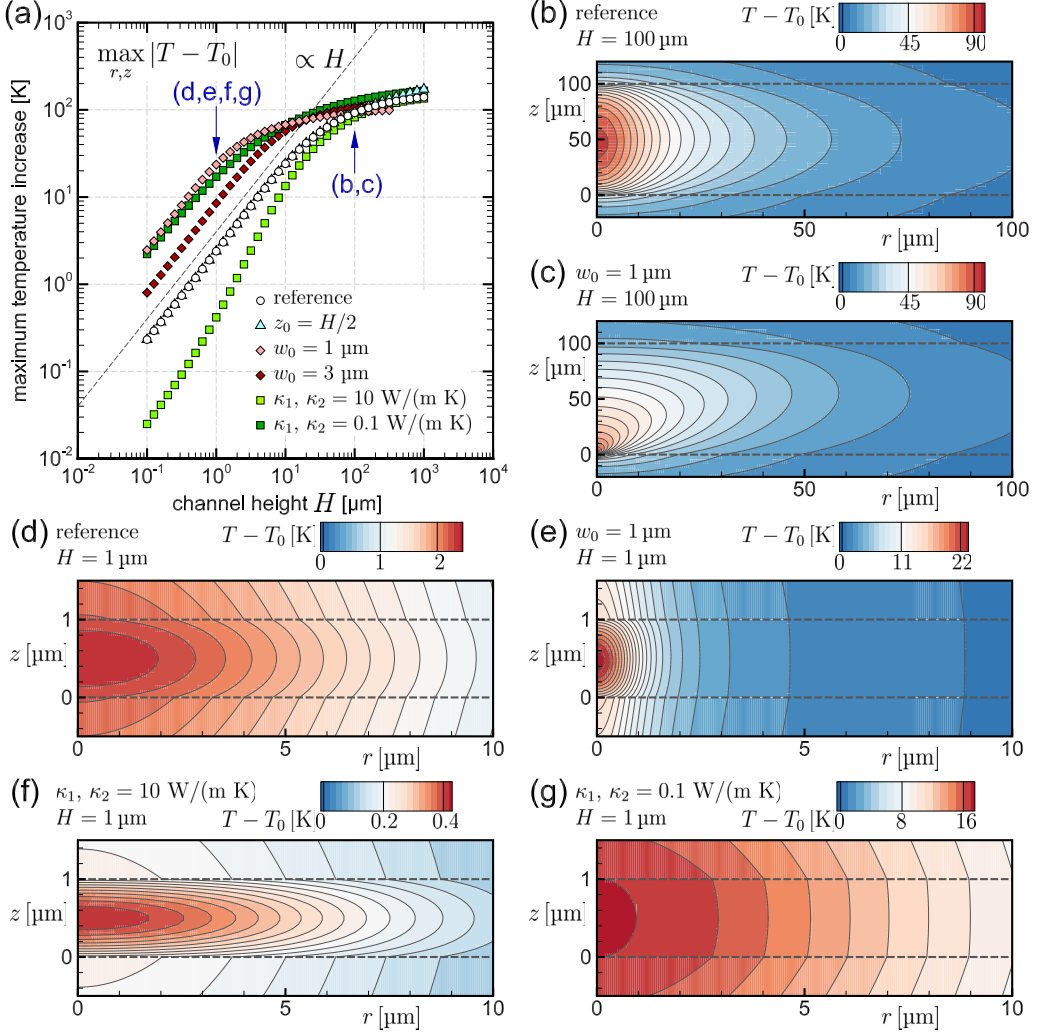 (a)
maximum temperature increase [K]
10³
10²
10¹
10⁰
10⁻¹
10⁻²
max |T − T₀|
r,z
∝ H
(d,e,f,g)
(b,c)
reference
z₀ = H/2
w₀ = 1 µm
w₀ = 3 µm
κ₁, κ₂ = 10 W/(m K)
κ₁, κ₂ = 0.1 W/(m K)
10⁻² 10⁻¹ 10⁰ 10¹ 10² 10³ 10⁴
channel height H [µm]
(b) reference
H = 100 µm
T − T₀ [K]
0 45 90
z [µm]
100
50
0
0 50 100
r [µm]
(c) w₀ = 1 µm
H = 100 µm
T − T₀ [K]
0 45 90
z [µm]
100
50
0
0 50 100
r [µm]
(d) reference
H = 1 µm
T − T₀ [K]
0 1 2
z [µm]
1
0
0 5 10
r [µm]
(e) w₀ = 1 µm
H = 1 µm
T − T₀ [K]
0 11 22
z [µm]
1
0
0 5 10
r [µm]
(f) κ₁, κ₂ = 10 W/(m K)
H = 1 µm
T − T₀ [K]
0 0.2 0.4
z [µm]
1
0
0 5 10
r [µm]
(g) κ₁, κ₂ = 0.1 W/(m K)
H = 1 µm
T − T₀ [K]
0 8 16
z [µm]
1
0
0 5 10
r [µm]